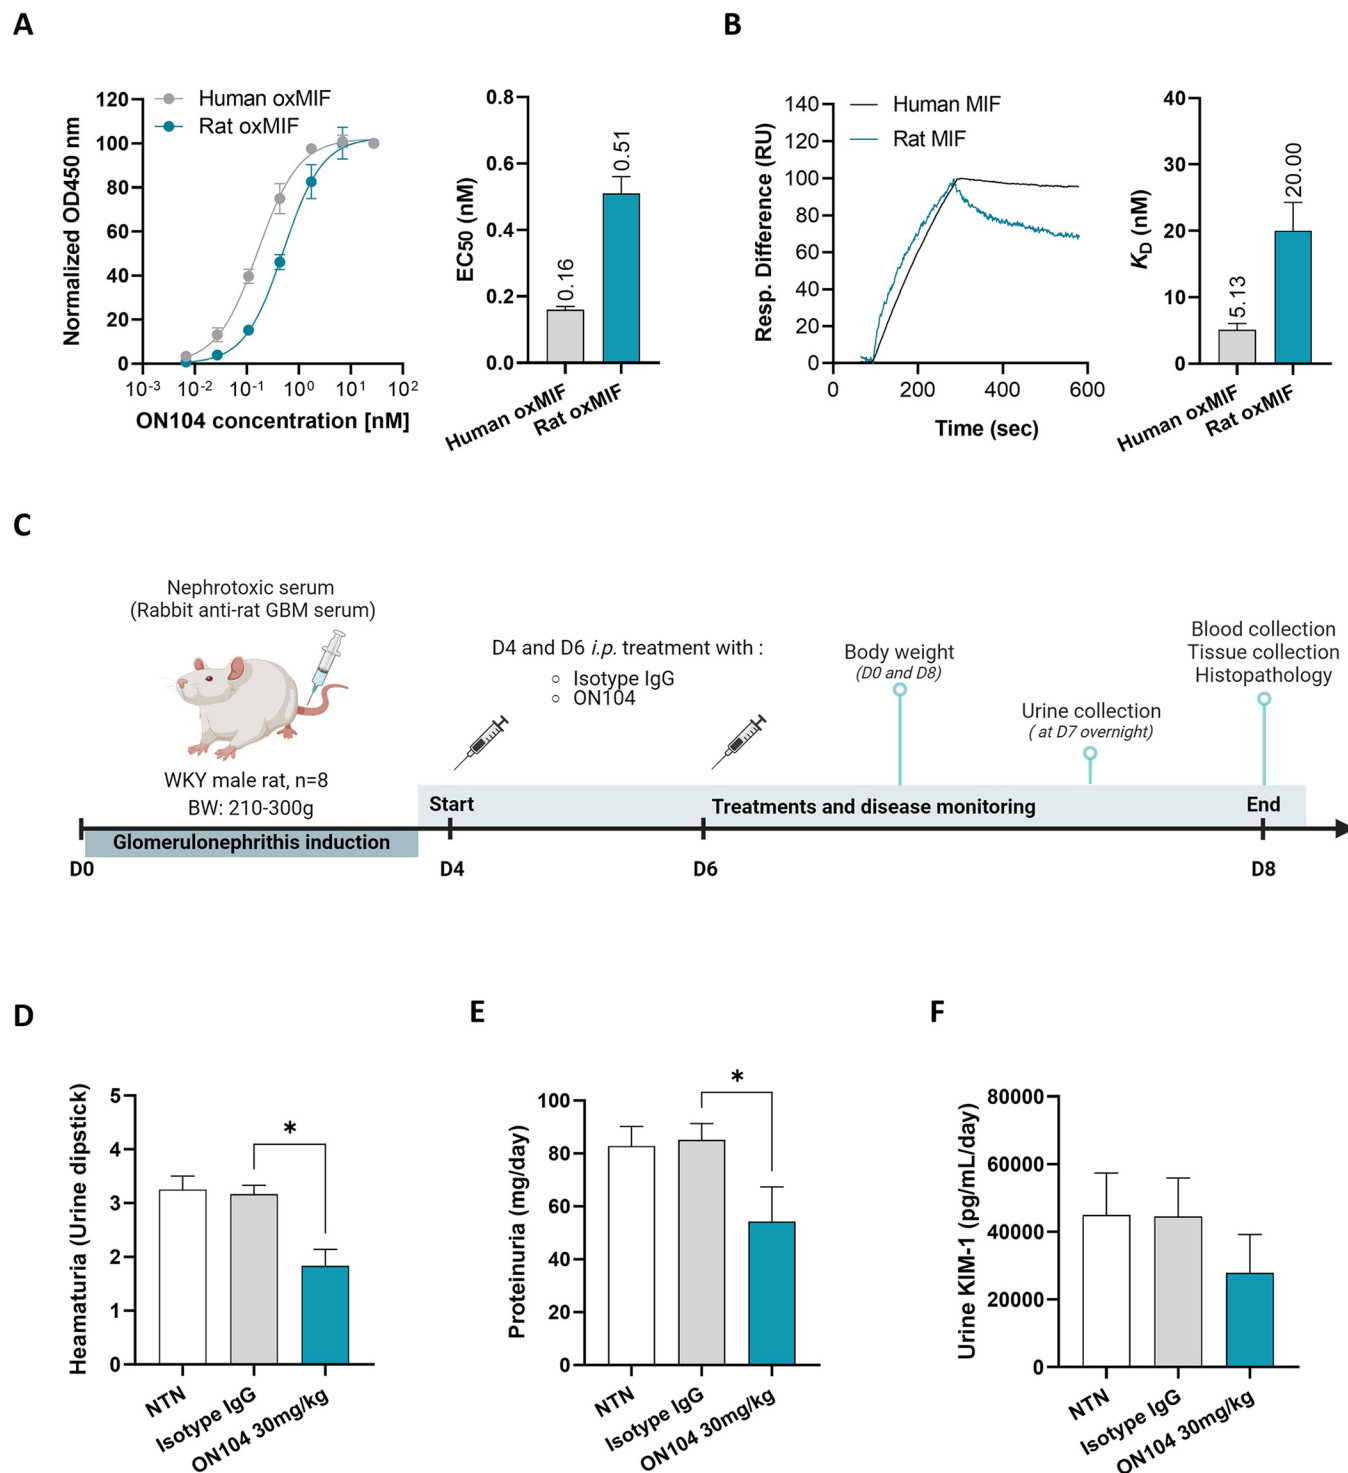 A
B
Human oxMIF
Rat oxMIF
Normalized OD450 nm
120
100
80
60
40
20
0
10-3
10-2
10-1
100
101
102
ON104 concentration [nM]
EC50 (nM)
0.8
0.6
0.4
0.2
0.0
0.16
0.51
Human oxMIF
Rat oxMIF
Human MIF
Rat MIF
Resp. Difference (RU)
140
120
100
80
60
40
20
0
0
200
400
600
Time (sec)
KD (nM)
40
30
20
10
0
5.13
20.00
Human oxMIF
Rat oxMIF
C
Nephrotoxic serum
(Rabbit anti-rat GBM serum)
WKY male rat, n=8
BW: 210-300g
D4 and D6 i.p. treatment with :
Isotype IgG
ON104
Body weight
(D0 and D8)
Urine collection
( at D7 overnight)
Blood collection
Tissue collection
Histopathology
Start
Treatments and disease monitoring
End
Glomerulonephrithis induction
D0
D4
D6
D8
D
Heamaturia (Urine dipstick)
5
4
3
2
1
0
*
NTN
Isotype IgG
ON104 30mg/kg
E
Proteinuria (mg/day)
100
80
60
40
20
0
*
NTN
Isotype IgG
ON104 30mg/kg
F
Urine KIM-1 (pg/mL/day)
80000
60000
40000
20000
0
NTN
Isotype IgG
ON104 30mg/kg